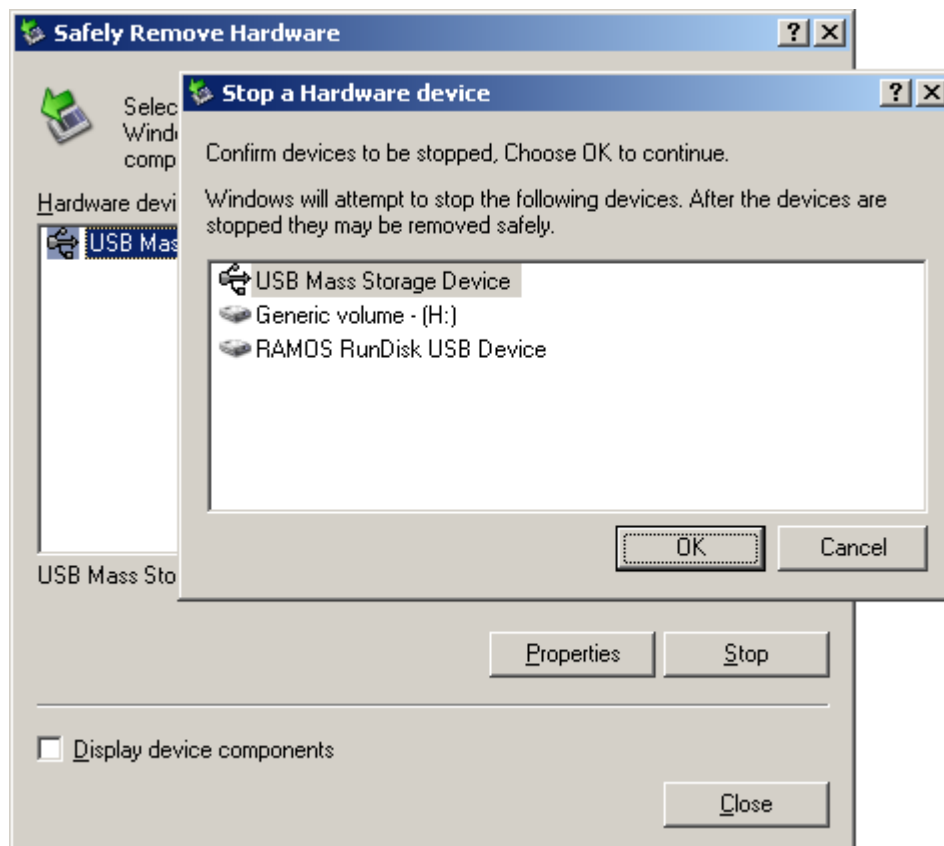 Safely Remove Hardware
Stop a Hardware device
Selec
Windo
comp
Confirm devices to be stopped, Choose OK to continue.
Windows will attempt to stop the following devices. After the devices are
stopped they may be removed safely.
Hardware devi
USB Mas
USB Mass Storage Device
Generic volume - (H:)
RAMOS RunDisk USB Device
OK
Cancel
USB Mass Sto
Properties
Stop
Display device components
Close